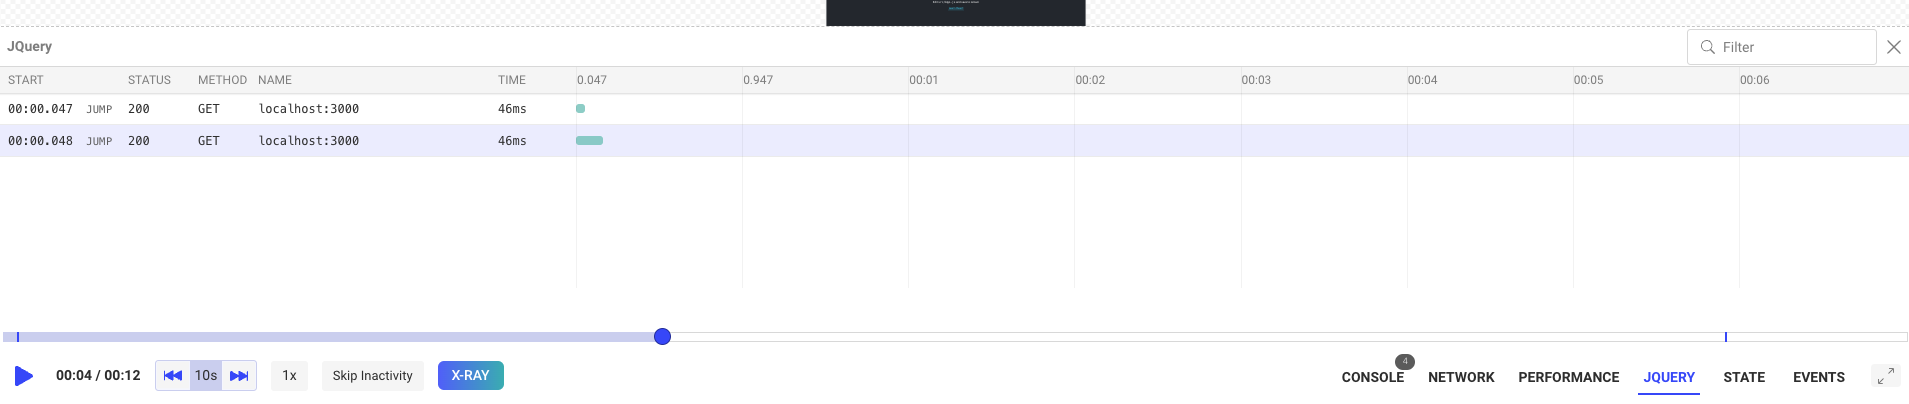 JQuery
Filter
START STATUS METHOD NAME TIME 0.047 0.947 00:01 00:02 00:03 00:04 00:05 00:06
00:00.047 JUMP 200 GET localhost:3000 46ms
00:00.048 JUMP 200 GET localhost:3000 46ms
00:04 / 00:12 10s 1x Skip Inactivity X-RAY
CONSOLE 4 NETWORK PERFORMANCE JQUERY STATE EVENTS